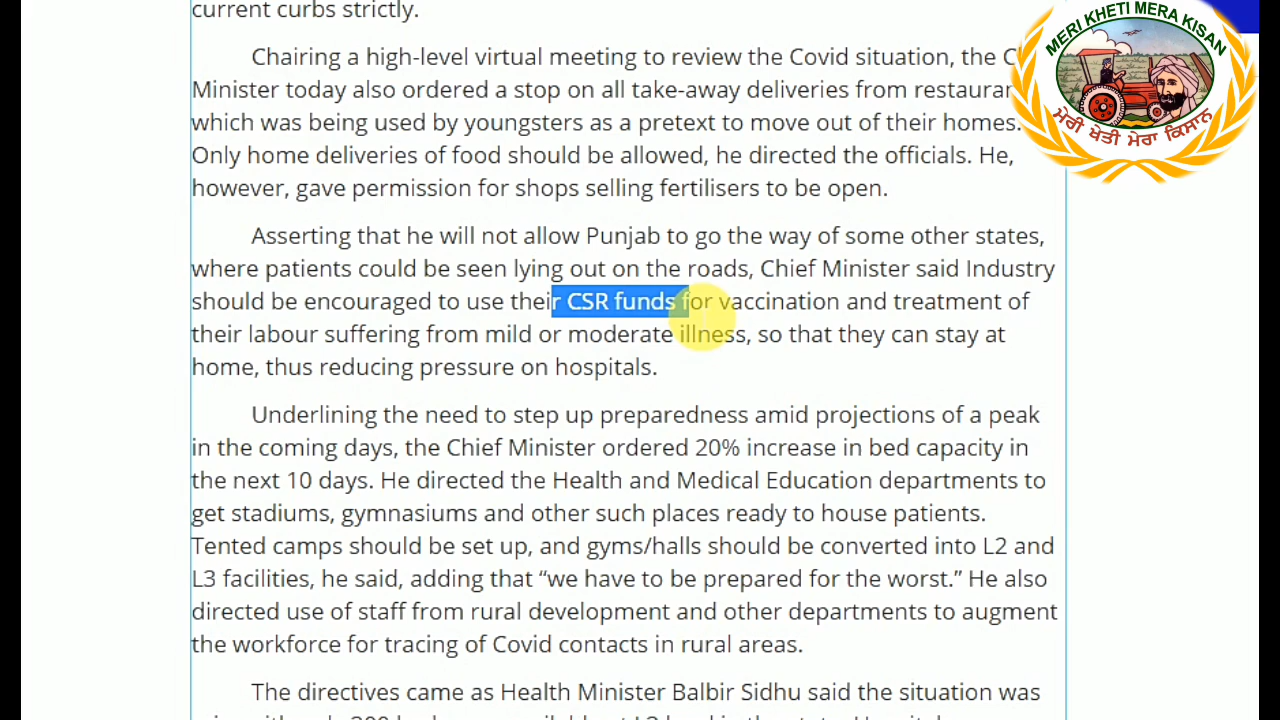 current curbs strictly.
Chairing a high-level virtual meeting to review the Covid situation, the
Minister today also ordered a stop on all take-away deliveries from
which was being used by youngsters as a pretext to move out of their homes.
Only home deliveries of food should be allowed, he directed the officials. He,
however, gave permission for shops selling fertilisers to be open.
Asserting that he will not allow Punjab to go the way of some other states,
where patients could be seen lying out on the roads, Chief Minister said Industry
should be encouraged to use their CSR funds for vaccination and treatment of
their labour suffering from mild or moderate illness, so that they can stay at
home, thus reducing pressure on hospitals.
Underlining the need to step up preparedness amid projections of a peak
in the coming days, the Chief Minister ordered 20% increase in bed capacity in
the next 10 days. He directed the Health and Medical Education departments to
get stadiums, gymnasiums and other such places ready to house patients.
Tented camps should be set up, and gyms/halls should be converted into L2 and
L3 facilities, he said, adding that “we have to be prepared for the worst.” He also
directed use of staff from rural development and other departments to augment
the workforce for tracing of Covid contacts in rural areas.
The directives came as Health Minister Balbir Sidhu said the situation was
MERI KHETI MERA KISAN
ਮੇਰੀ ਖੇਤੀ ਮੇਰਾ ਕਿਸਾਨ